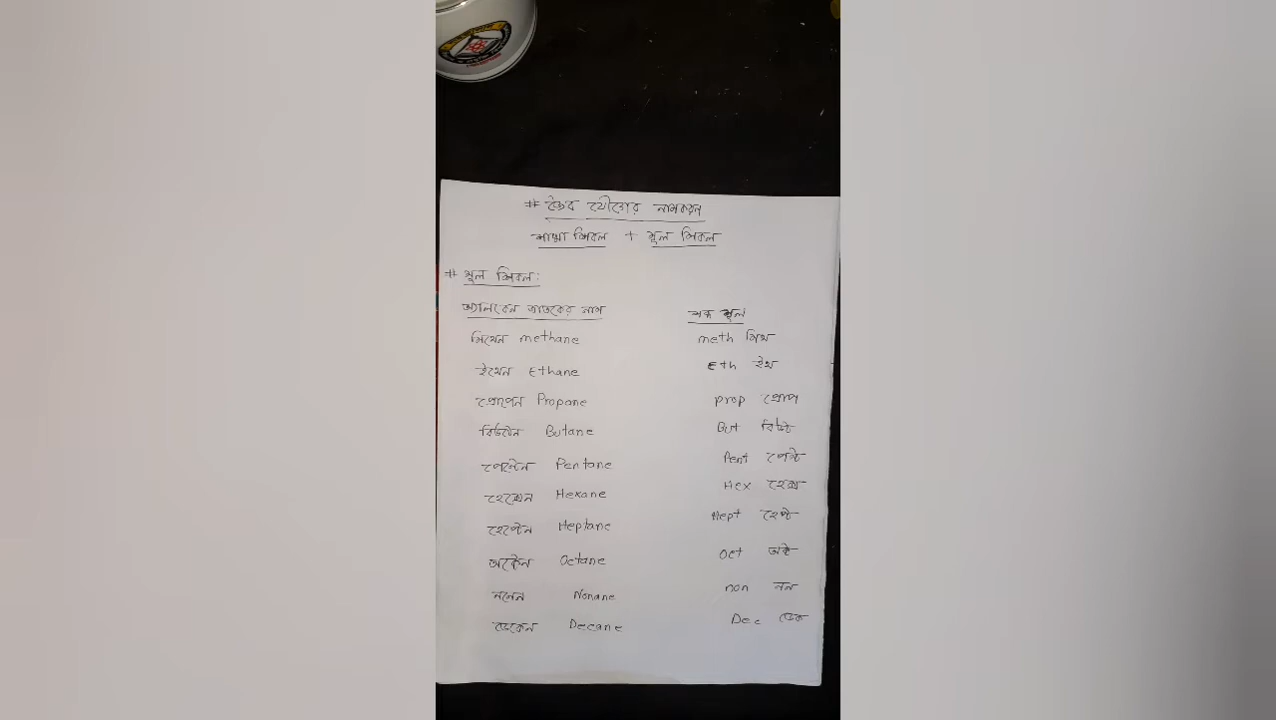 # জৈব যৌগের নামকরণ
শাখা শিকল + মূল শিকল
# মূল শিকল:
অ্যালকেন জাতকের নাম শব্দ মূল
মিথেন methane meth মিথ
ইথেন Ethane Eth ইথ
প্রোপেন Propane prop প্রোপ
বিউটেন Butane But বিউট
পেন্টেন Pentane Pent পেন্ট
হেক্সেন Hexane Hex হেক্স
হেপ্টেন Heptane Hept হেপ্ট
অক্টেন Octane Oct অক্ট
ননেন Nonane non নন
ডেকেন Decane Dec ডেক